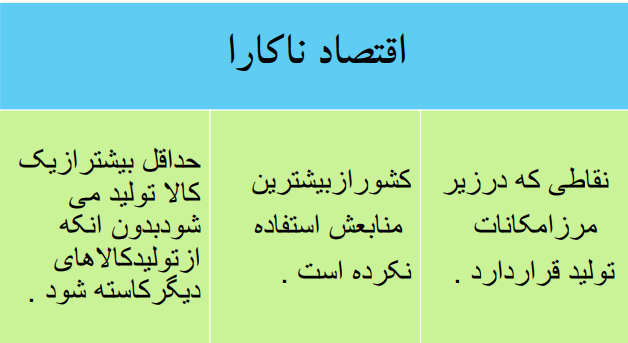 اقتصاد ناکارا
نقاطی که درزیر
مرزامکانات
تولید قراردارد .
کشورازبیشترین
منابعش استفاده
نکرده است .
حداقل بیشترازیک
کالا تولید می
شودبدون انکه
ازتولیدکالاهای
دیگرکاسته شود .